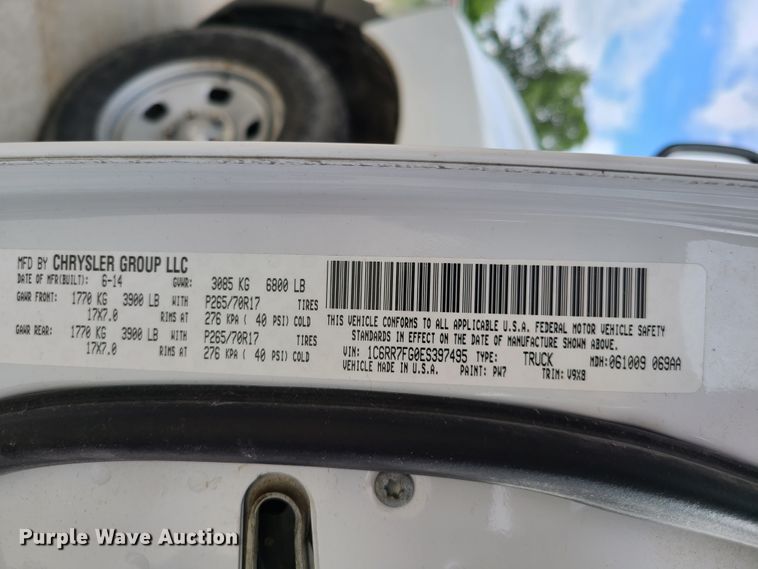 MFD BY CHRYSLER GROUP LLC
DATE OF MFR(BUILT): 6-14 GVWR: 3085 KG 6800 LB
GAWR FRONT: 1770 KG 3900 LB WITH P265/70R17 TIRES
17X7.0 RIMS AT 276 KPA ( 40 PSI) COLD
GAWR REAR: 1770 KG 3900 LB WITH P265/70R17 TIRES
17X7.0 RIMS AT 276 KPA ( 40 PSI) COLD
THIS VEHICLE CONFORMS TO ALL APPLICABLE U.S.A. FEDERAL MOTOR VEHICLE SAFETY
STANDARDS IN EFFECT ON THE DATE OF MANUFACTURE SHOWN ABOVE.
VIN: 1C6RR7FG0ES397495 TYPE: TRUCK MDH:061009 069AA
VEHICLE MADE IN U.S.A. PAINT: PW7 TRIM: V9X8
Purple Wave Auction